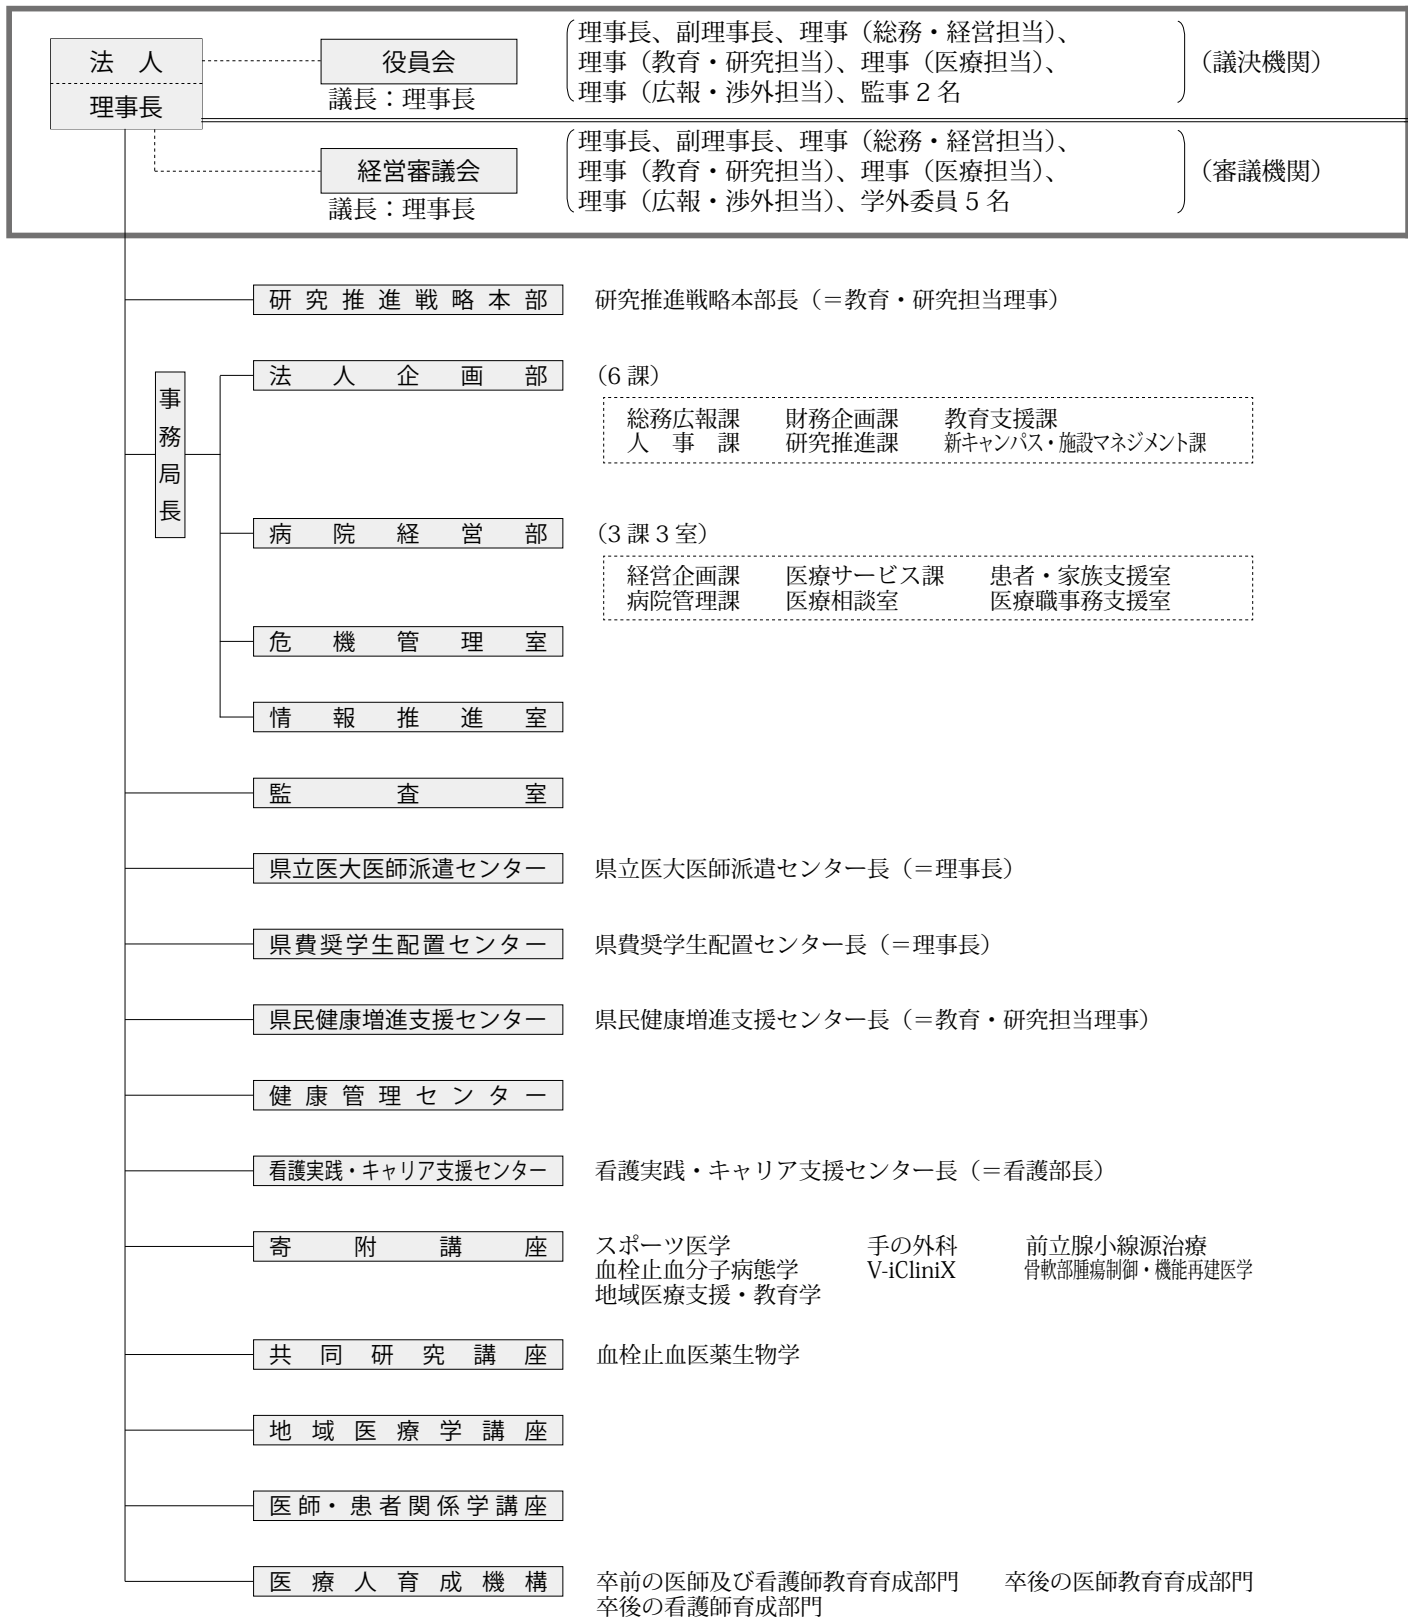 法　人
理事長
役員会
議長：理事長
理事長、副理事長、理事（総務・経営担当）、
理事（教育・研究担当）、理事（医療担当）、
理事（広報・渉外担当）、監事 2 名
（議決機関）
経営審議会
議長：理事長
理事長、副理事長、理事（総務・経営担当）、
理事（教育・研究担当）、理事（医療担当）、
理事（広報・渉外担当）、学外委員 5 名
（審議機関）
研究推進戦略本部　研究推進戦略本部長（＝教育・研究担当理事）
事務局長
法人企画部　（6 課）
総務広報課　財務企画課　教育支援課
人　事　課　研究推進課　新キャンパス・施設マネジメント課
病院経営部　（3 課 3 室）
経営企画課　医療サービス課　患者・家族支援室
病院管理課　医療相談室　医療職事務支援室
危機管理室
情報推進室
監査室
県立医大医師派遣センター　県立医大医師派遣センター長（＝理事長）
県費奨学生配置センター　県費奨学生配置センター長（＝理事長）
県民健康増進支援センター　県民健康増進支援センター長（＝教育・研究担当理事）
健康管理センター
看護実践・キャリア支援センター　看護実践・キャリア支援センター長（＝看護部長）
寄附講座　スポーツ医学　手の外科　前立腺小線源治療
血栓止血分子病態学　V-iCliniX　骨軟部腫瘍制御・機能再建医学
地域医療支援・教育学
共同研究講座　血栓止血医薬生物学
地域医療学講座
医師・患者関係学講座
医療人育成機構　卒前の医師及び看護師教育育成部門　卒後の医師教育育成部門
卒後の看護師育成部門